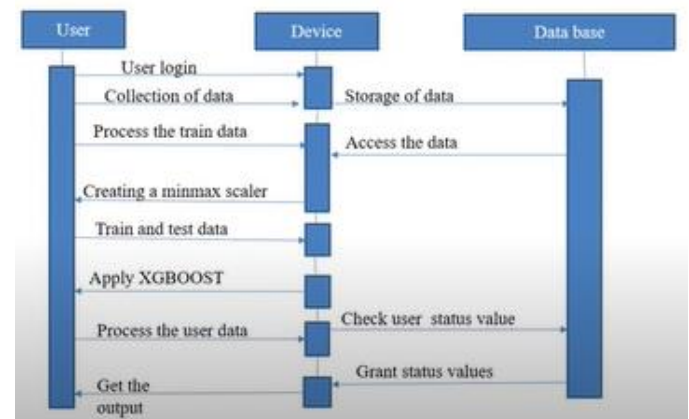 User
Device
Data base
User login
Collection of data
Storage of data
Process the train data
Access the data
Creating a minmax scaler
Train and test data
Apply XGBOOST
Check user status value
Process the user data
Grant status values
Get the
output